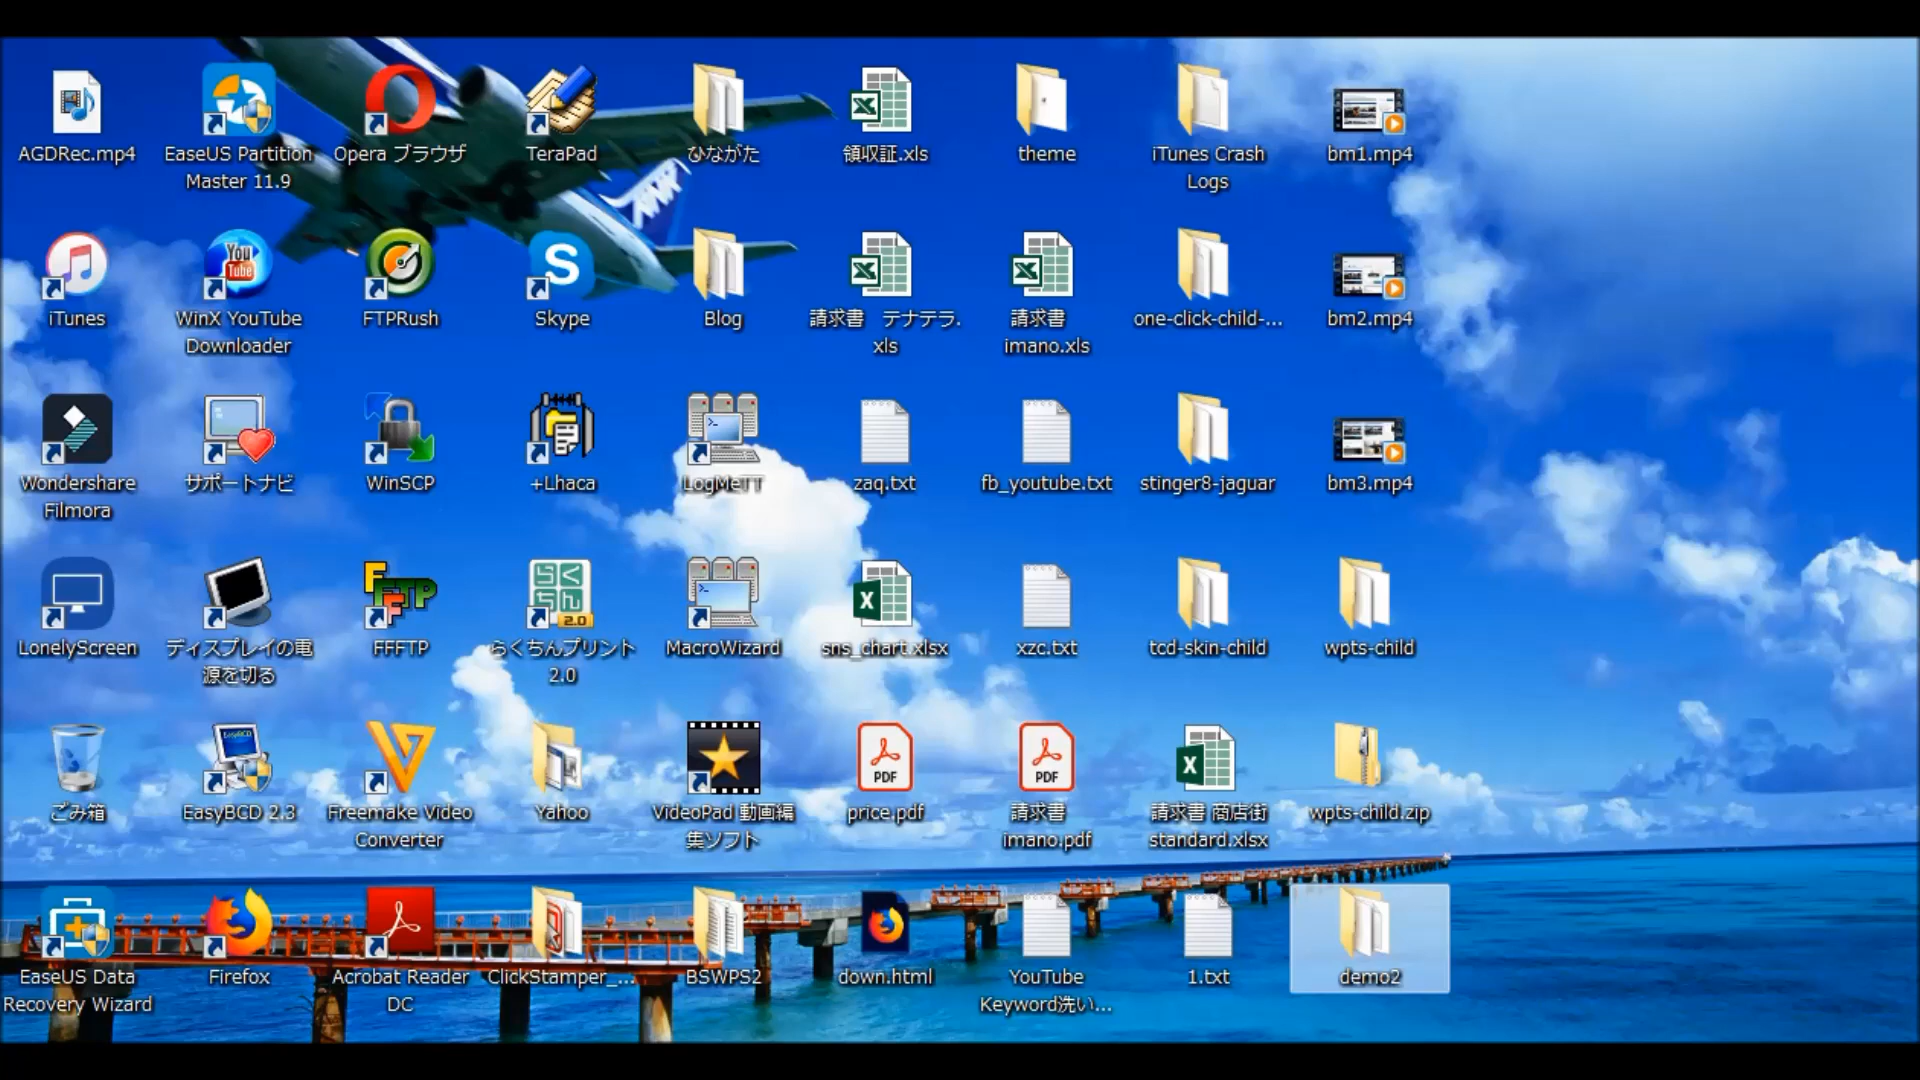 AGDRec.mp4
EaseUS Partition
Master 11.9
Opera ブラウザ
TeraPad
ひながた
領収証.xls
theme
iTunes Crash
Logs
bm1.mp4
iTunes
You
Tube
WinX YouTube
Downloader
FTPRush
Skype
Blog
請求書　テナテラ.
xls
請求書
imano.xls
one-click-child-...
bm2.mp4
Wondershare
Filmora
サポートナビ
WinSCP
+Lhaca
LogMeTT
zaq.txt
fb_youtube.txt
stinger8-jaguar
bm3.mp4
LonelyScreen
ディスプレイの電
源を切る
FFFTP
らくちんプリント
2.0
MacroWizard
sns_chart.xlsx
xzc.txt
tcd-skin-child
wpts-child
ごみ箱
EasyBCD 2.3
Freemake Video
Converter
Yahoo
VideoPad 動画編
集ソフト
PDF
price.pdf
PDF
請求書
imano.pdf
請求書 商店街
standard.xlsx
wpts-child.zip
EaseUS Data
Recovery Wizard
Firefox
Acrobat Reader
DC
ClickStamper_...
BSWPS2
down.html
YouTube
Keyword洗い...
1.txt
demo2